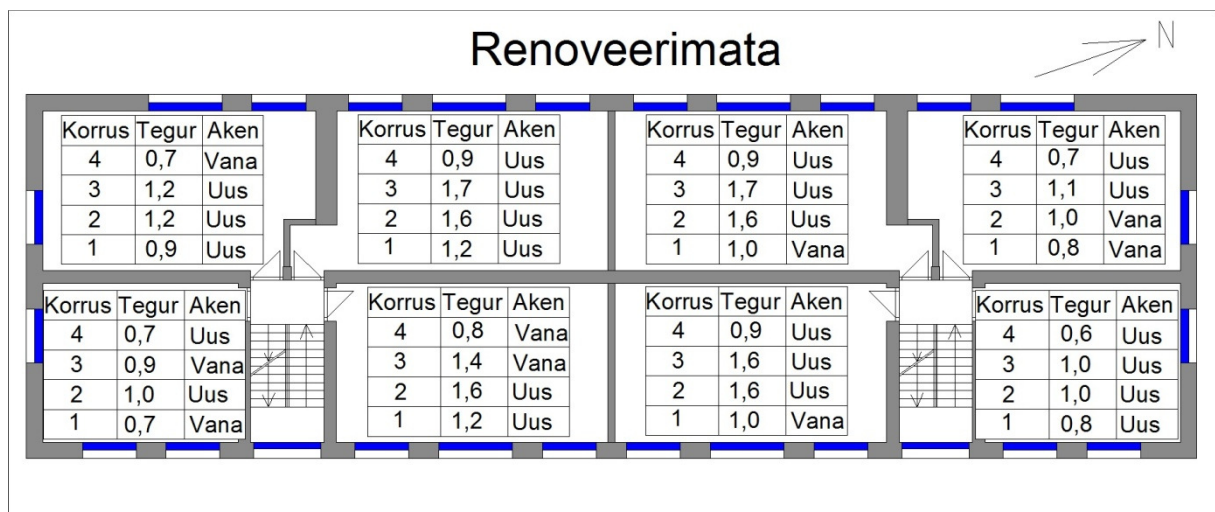 Renoveerimata
N
Korrus Tegur Aken
4 0,7 Vana
3 1,2 Uus
2 1,2 Uus
1 0,9 Uus
Korrus Tegur Aken
4 0,9 Uus
3 1,7 Uus
2 1,6 Uus
1 1,2 Uus
Korrus Tegur Aken
4 0,9 Uus
3 1,7 Uus
2 1,6 Uus
1 1,0 Vana
Korrus Tegur Aken
4 0,7 Uus
3 1,1 Uus
2 1,0 Vana
1 0,8 Vana
Korrus Tegur Aken
4 0,7 Uus
3 0,9 Vana
2 1,0 Uus
1 0,7 Vana
Korrus Tegur Aken
4 0,8 Vana
3 1,4 Vana
2 1,6 Uus
1 1,2 Uus
Korrus Tegur Aken
4 0,9 Uus
3 1,6 Uus
2 1,6 Uus
1 1,0 Vana
Korrus Tegur Aken
4 0,6 Uus
3 1,0 Uus
2 1,0 Uus
1 0,8 Uus